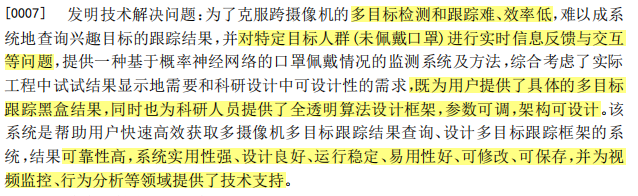 [0007] 发明技术解决问题:为了克服跨摄像机的多目标检测和跟踪难、效率低,难以成系
统地查询兴趣目标的跟踪结果,并对特定目标人群(未佩戴口罩)进行实时信息反馈与交互
等问题,提供一种基于概率神经网络的口罩佩戴情况的监测系统及方法,综合考虑了实际
工程中试试结果显示地需要和科研设计中可设计性的需求,既为用户提供了具体的多目标
跟踪黑盒结果,同时也为科研人员提供了全透明算法设计框架,参数可调,架构可设计。该
系统是帮助用户快速高效获取多摄像机多目标跟踪结果查询、设计多目标跟踪框架的系
统,结果可靠性高,系统实用性强、设计良好、运行稳定、易用性好、可修改、可保存,并为视
频监控、行为分析等领域提供了技术支持。